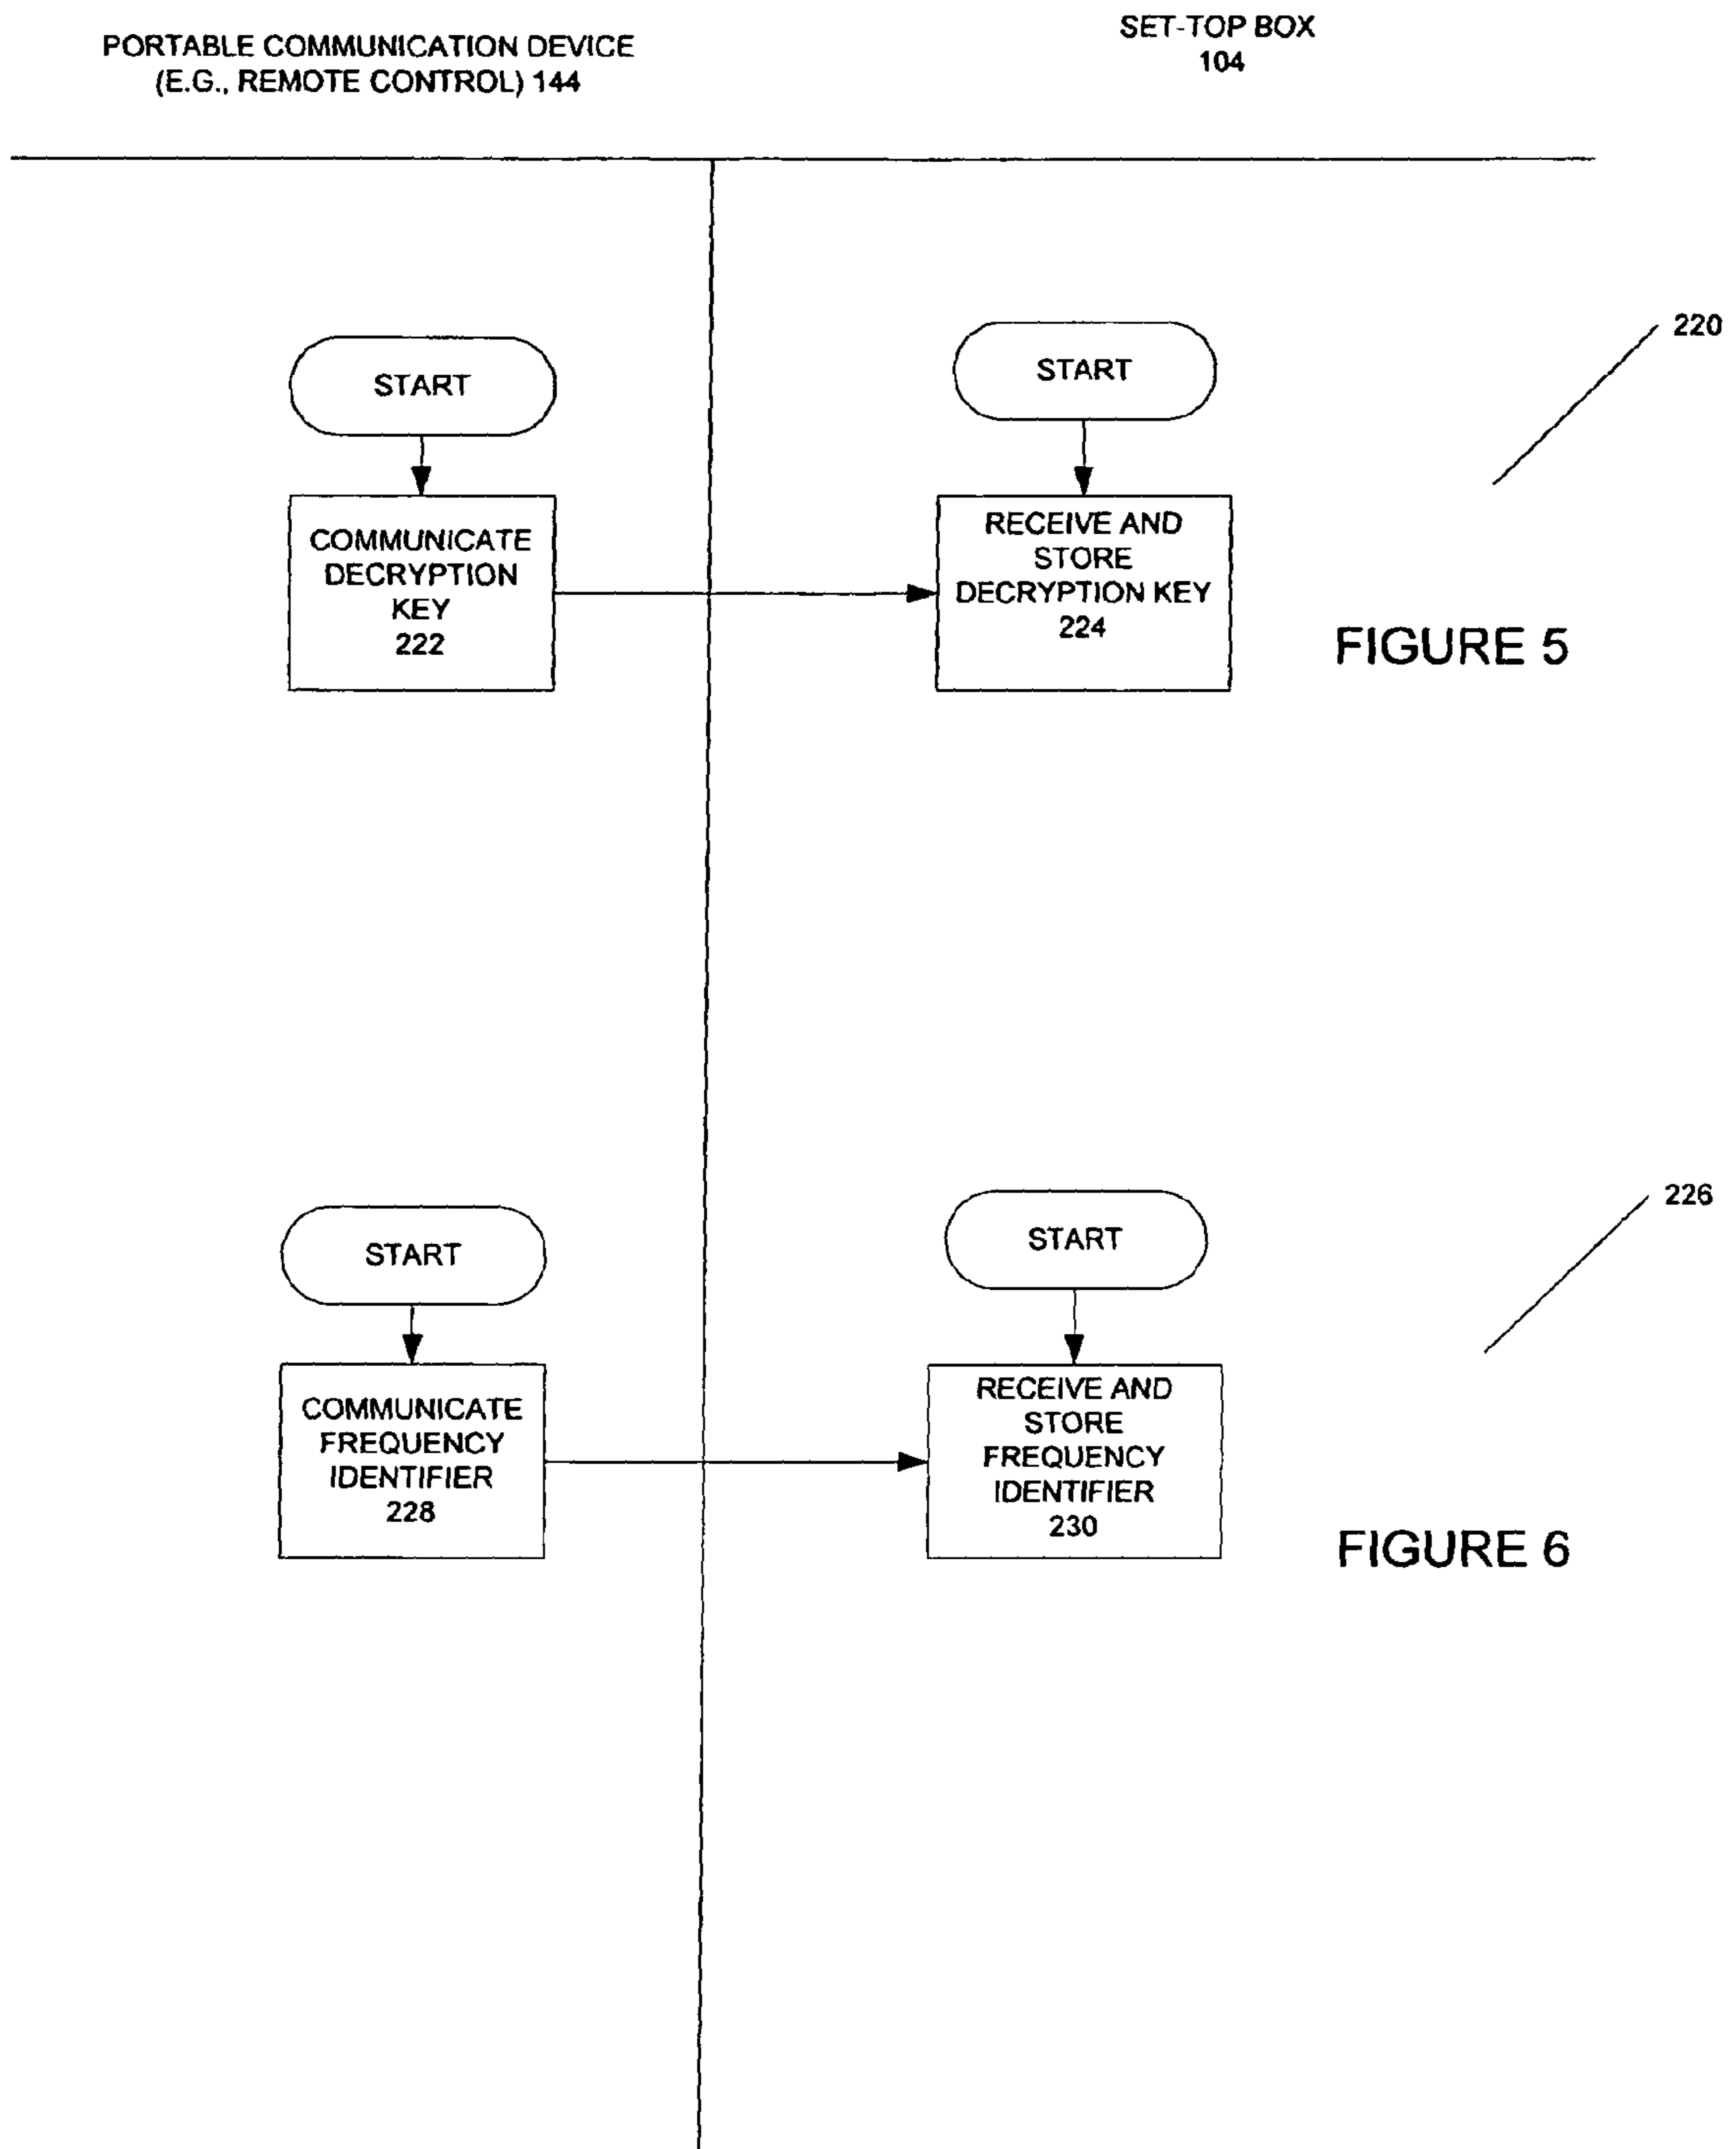 PORTABLE COMMUNICATION DEVICE
(E.G., REMOTE CONTROL) 144
SET-TOP BOX
104
220
START
START
COMMUNICATE
DECRYPTION
KEY
222
RECEIVE AND
STORE
DECRYPTION KEY
224
FIGURE 5
226
START
START
COMMUNICATE
FREQUENCY
IDENTIFIER
228
RECEIVE AND
STORE
FREQUENCY
IDENTIFIER
230
FIGURE 6